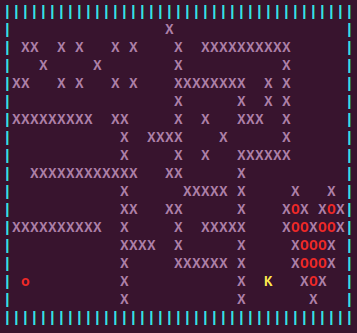 |||||||||||||||||||||||||||||||||||||||
|                 X                   |
| XX  X X   X X    X  XXXXXXXXXX      |
|   X     X        X           X      |
|XX   X X   X X    XXXXXXXX  X X      |
|                  X      X  X X      |
|XXXXXXXXX  XX     X  X   XXX  X      |
|            X  XXXX    X      X      |
|            X     X  X   XXXXXX      |
|  XXXXXXXXXXXX   XX      X           |
|            X      XXXXX X     X   X |
|            XX   XX      X    XOX XOX|
|XXXXXXXXXX  X     X  XXXXX    XOOXOOX|
|            XXXX  X      X     XOOOX |
|            X     XXXXXX X     XOOOX |
| o          X            X  K   XOX  |
|            X            X       X   |
|||||||||||||||||||||||||||||||||||||||